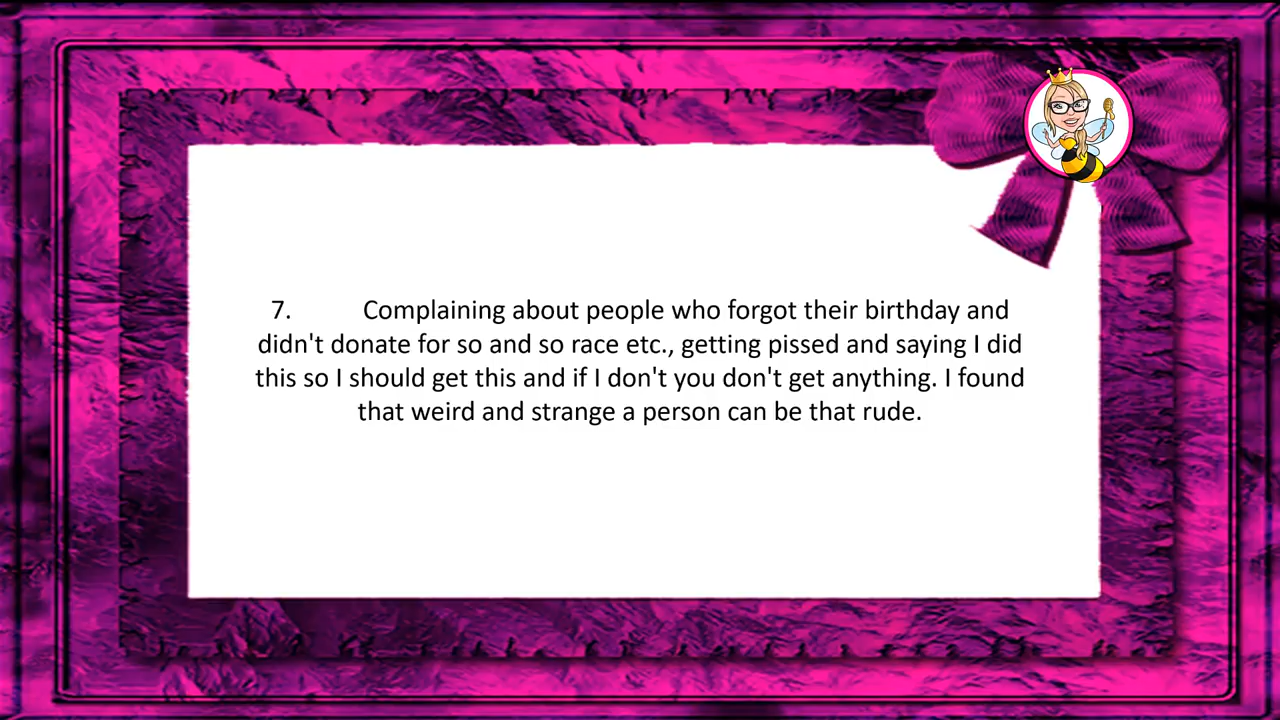 7. Complaining about people who forgot their birthday and
didn't donate for so and so race etc., getting pissed and saying I did
this so I should get this and if I don't you don't get anything. I found
that weird and strange a person can be that rude.